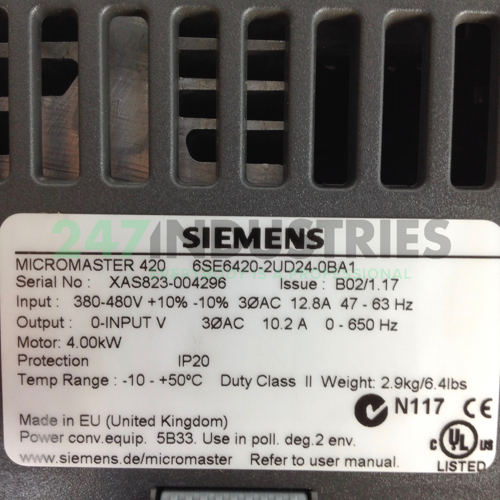 SIEMENS
247INDUSTRIES
MICROMASTER 420 6SE6420-2UD24-0BA1
Serial No : XAS823-004296 Issue : B02/1.17
Input : 380-480V +10% -10% 3ØAC 12.8A 47 - 63 Hz
Output : 0-INPUT V 3ØAC 10.2 A 0 - 650 Hz
Motor: 4.00kW
Protection IP20
Temp Range : -10 - +50°C Duty Class II Weight: 2.9kg/6.4lbs
N117 CE
Made in EU (United Kingdom)
Power conv.equip. 5B33. Use in poll. deg.2 env.
c UL us
www.siemens.de/micromaster Refer to user manual.
LISTED